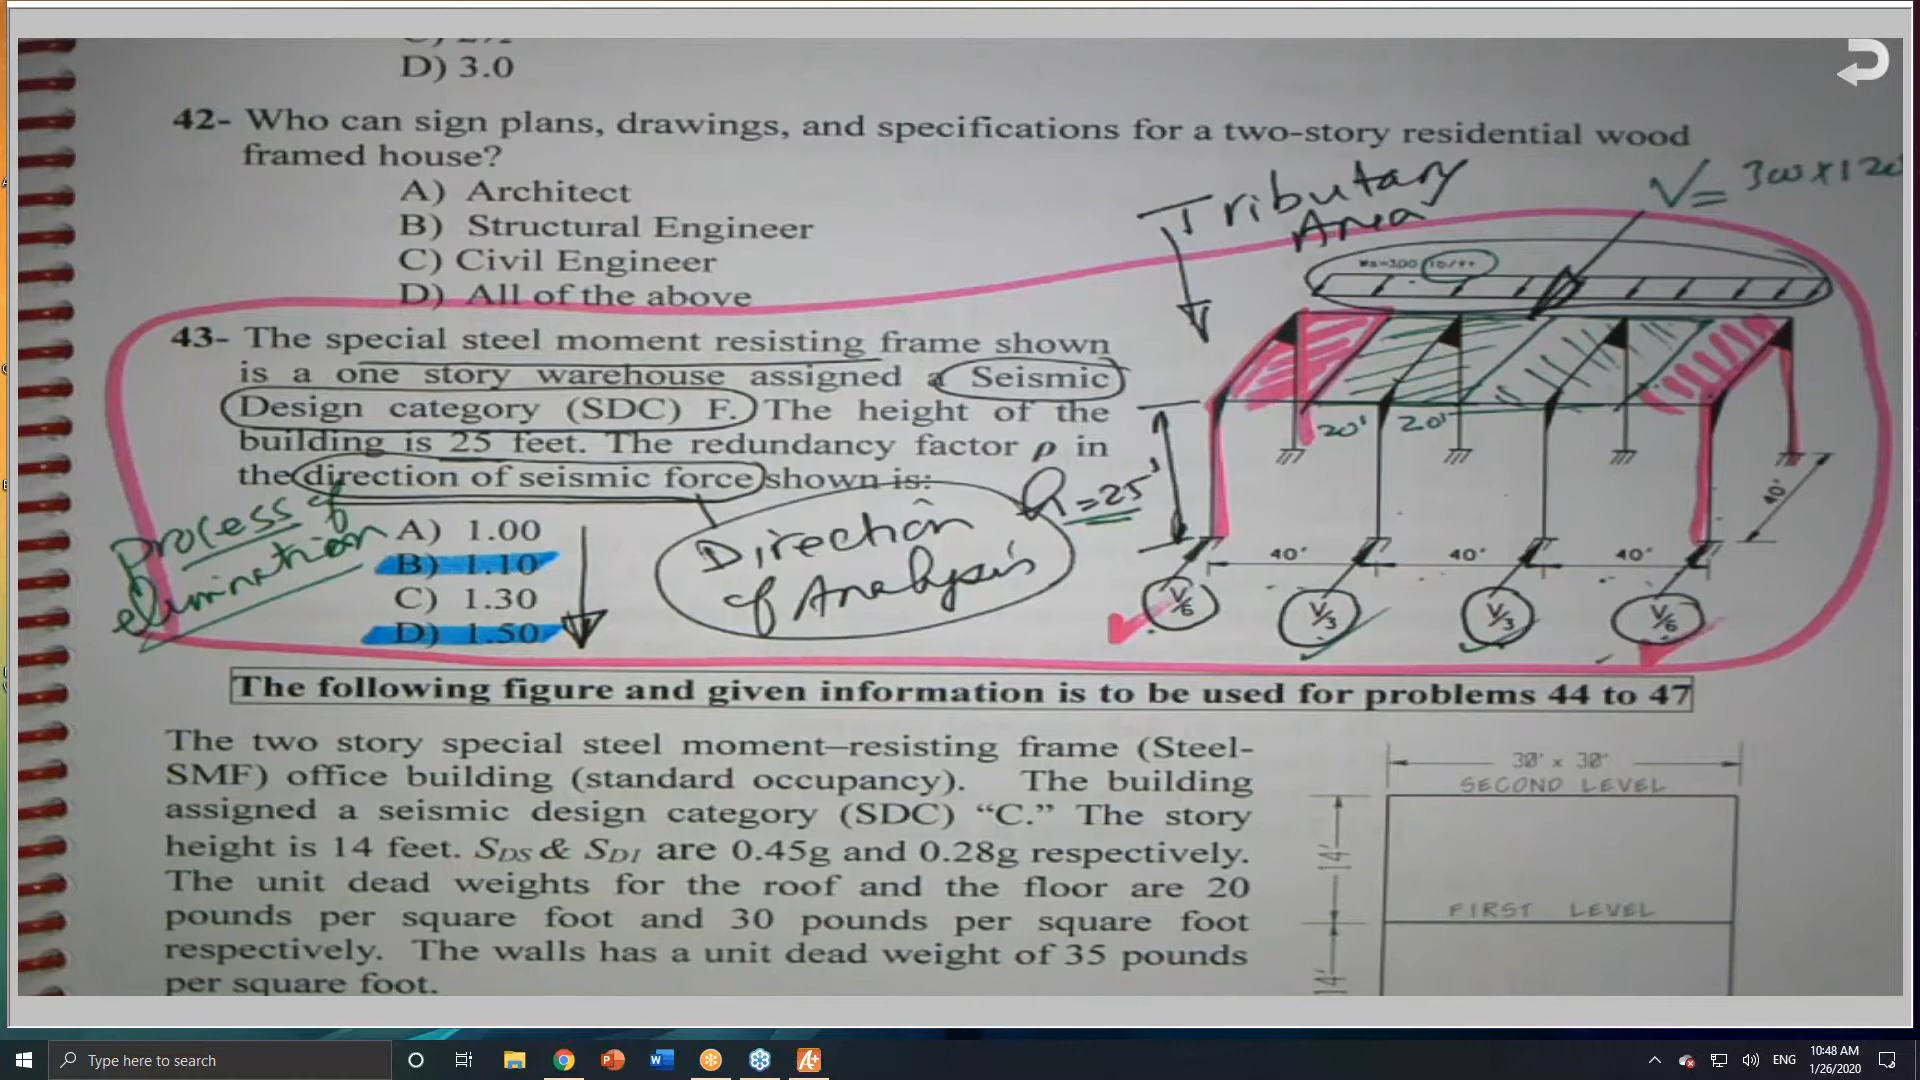 D) 3.0
42- Who can sign plans, drawings, and specifications for a two-story residential wood
framed house?
A) Architect
B) Structural Engineer
C) Civil Engineer
D) All of the above
Tributary
Area
V= 300x120
43- The special steel moment resisting frame shown
is a one story warehouse assigned a Seismic
Design category (SDC) F. The height of the
building is 25 feet. The redundancy factor ρ in
the direction of seismic force shown is:
A) 1.00
B) 1.10
C) 1.30
D) 1.50
Process of
elimination
Direction
of Analysis
h=25'
20' 20'
40' 40' 40'
40'
V/6 V/3 V/3 V/6
The following figure and given information is to be used for problems 44 to 47
The two story special steel moment–resisting frame (Steel-
SMF) office building (standard occupancy). The building
assigned a seismic design category (SDC) “C.” The story
height is 14 feet. SDS & SD1 are 0.45g and 0.28g respectively.
The unit dead weights for the roof and the floor are 20
pounds per square foot and 30 pounds per square foot
respectively. The walls has a unit dead weight of 35 pounds
per square foot.
30' x 30'
SECOND LEVEL
14'
FIRST LEVEL
14'
Type here to search
ENG
10:48 AM
1/26/2020